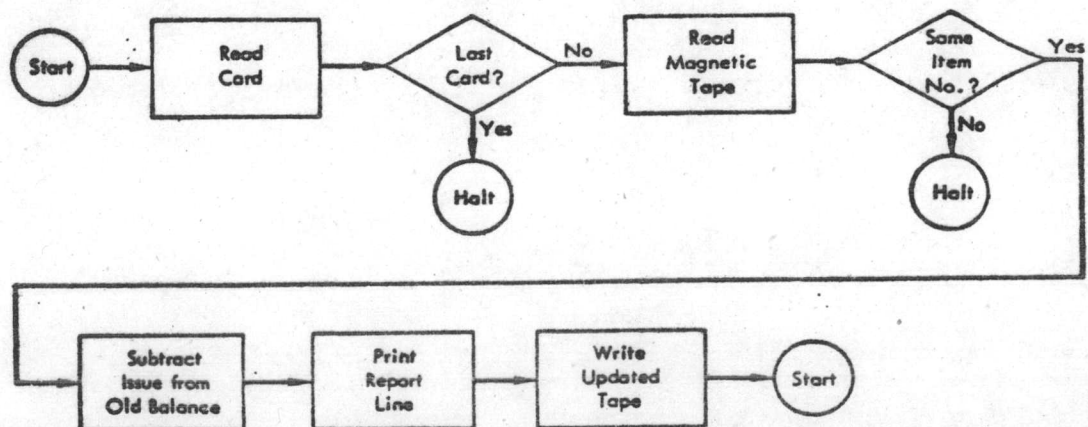 Start
Read
Card
Last
Card?
No
Yes
Halt
Read
Magnetic
Tape
Same
Item
No.?
Yes
No
Halt
Subtract
Issue from
Old Balance
Print
Report
Line
Write
Updated
Tape
Start